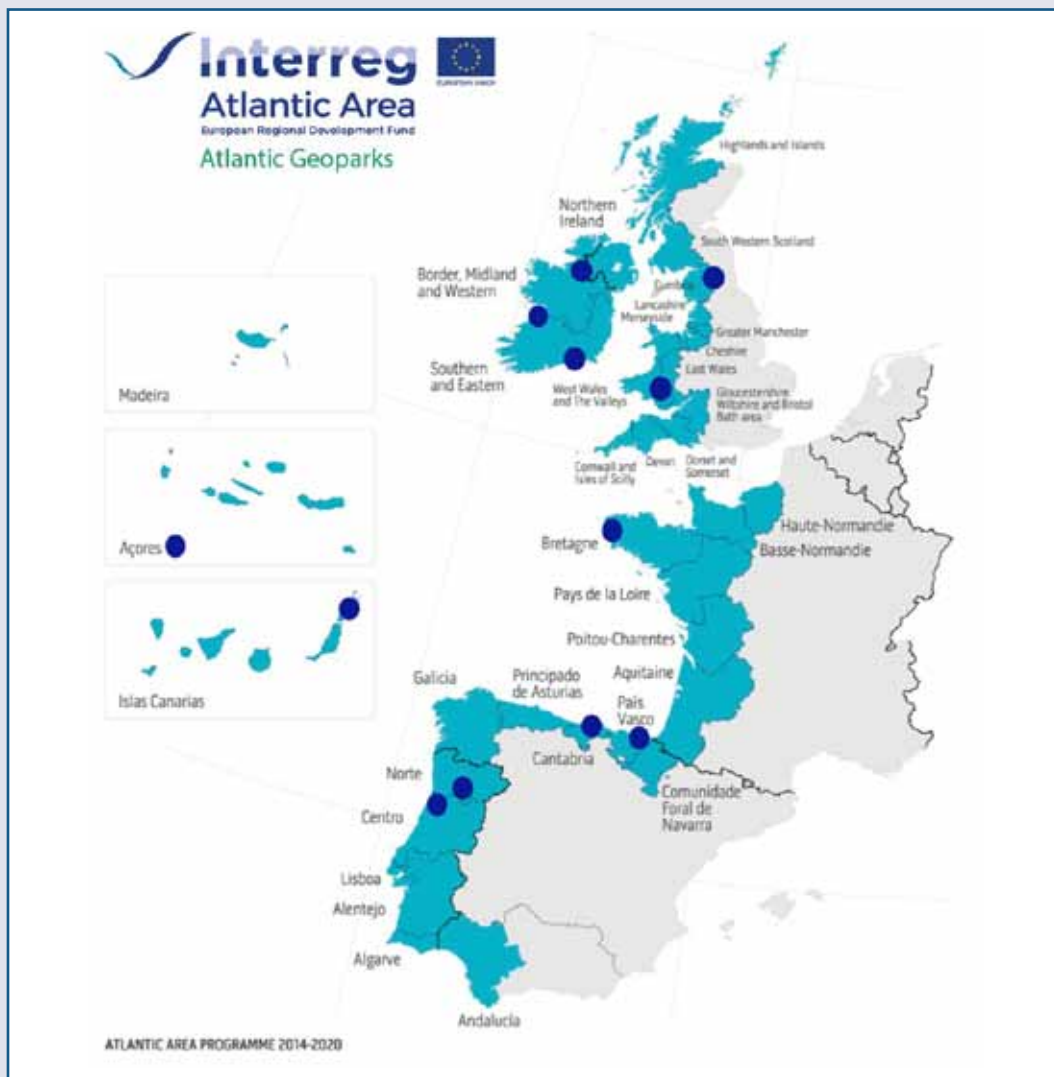 Interreg
EUROPEAN UNION
Atlantic Area
European Regional Development Fund
Atlantic Geoparks
Highlands and Islands
Northern
Ireland
South Western Scotland
Border, Midland
and Western
Cumbria
Lancashire
Merseyside
Greater Manchester
Cheshire
East Wales
Southern
and Eastern
West Wales
and The Valleys
Gloucestershire
Wiltshire and Bristol
Bath area
Cornwall and
Isles of Scilly
Devon
Dorset and
Somerset
Madeira
Açores
Islas Canarias
Haute-Normandie
Bretagne
Basse-Normandie
Pays de la Loire
Poitou-Charentes
Aquitaine
Galicia
Principado
de Asturias
País
Vasco
Cantabria
Comunidade
Foral de
Navarra
Norte
Centro
Lisboa
Alentejo
Algarve
Andalucía
ATLANTIC AREA PROGRAMME 2014-2020